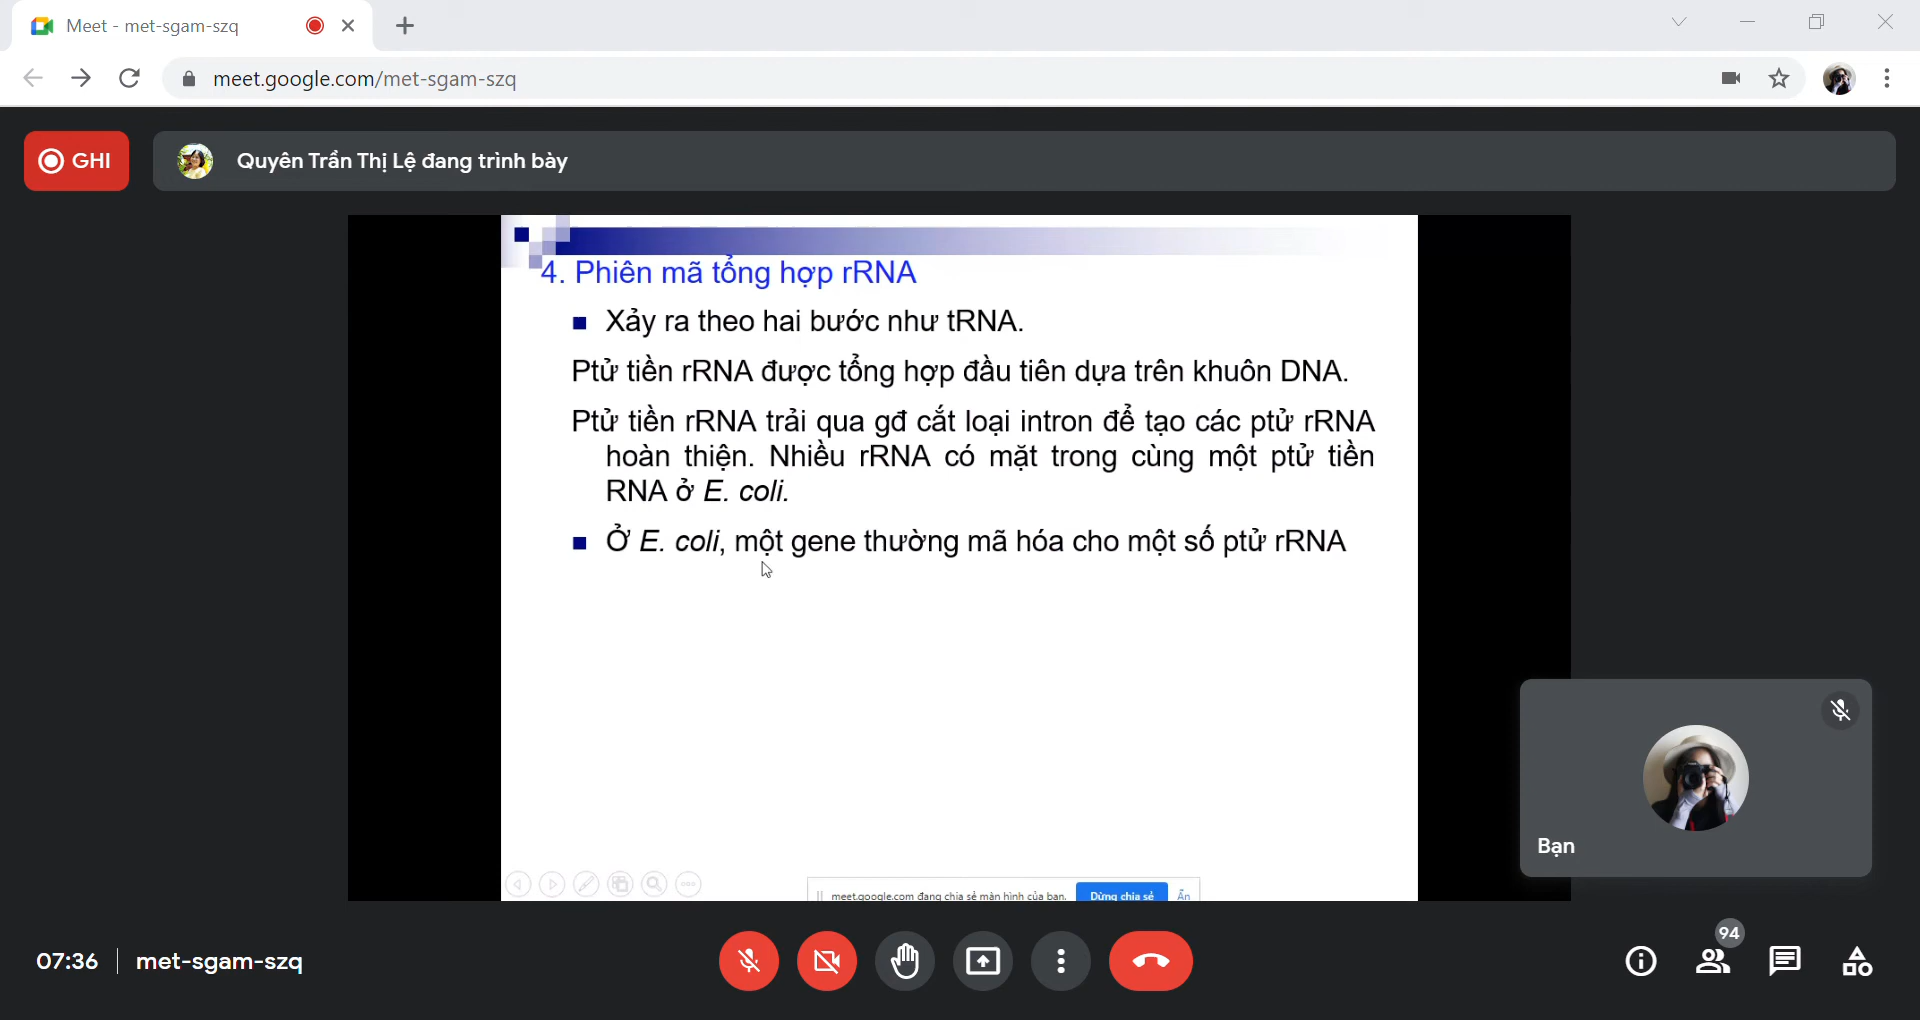 Meet - met-sgam-szq
meet.google.com/met-sgam-szq
GHI
Quyên Trần Thị Lệ đang trình bày
4. Phiên mã tổng hợp rRNA
Xảy ra theo hai bước như tRNA.
Ptử tiền rRNA được tổng hợp đầu tiên dựa trên khuôn DNA.
Ptử tiền rRNA trải qua gđ cắt loại intron để tạo các ptử rRNA
hoàn thiện. Nhiều rRNA có mặt trong cùng một ptử tiền
RNA ở E. coli.
Ở E. coli, một gene thường mã hóa cho một số ptử rRNA
Bạn
meet.google.com đang chia sẻ màn hình của bạn.
Dừng chia sẻ
Ẩn
94
07:36
met-sgam-szq